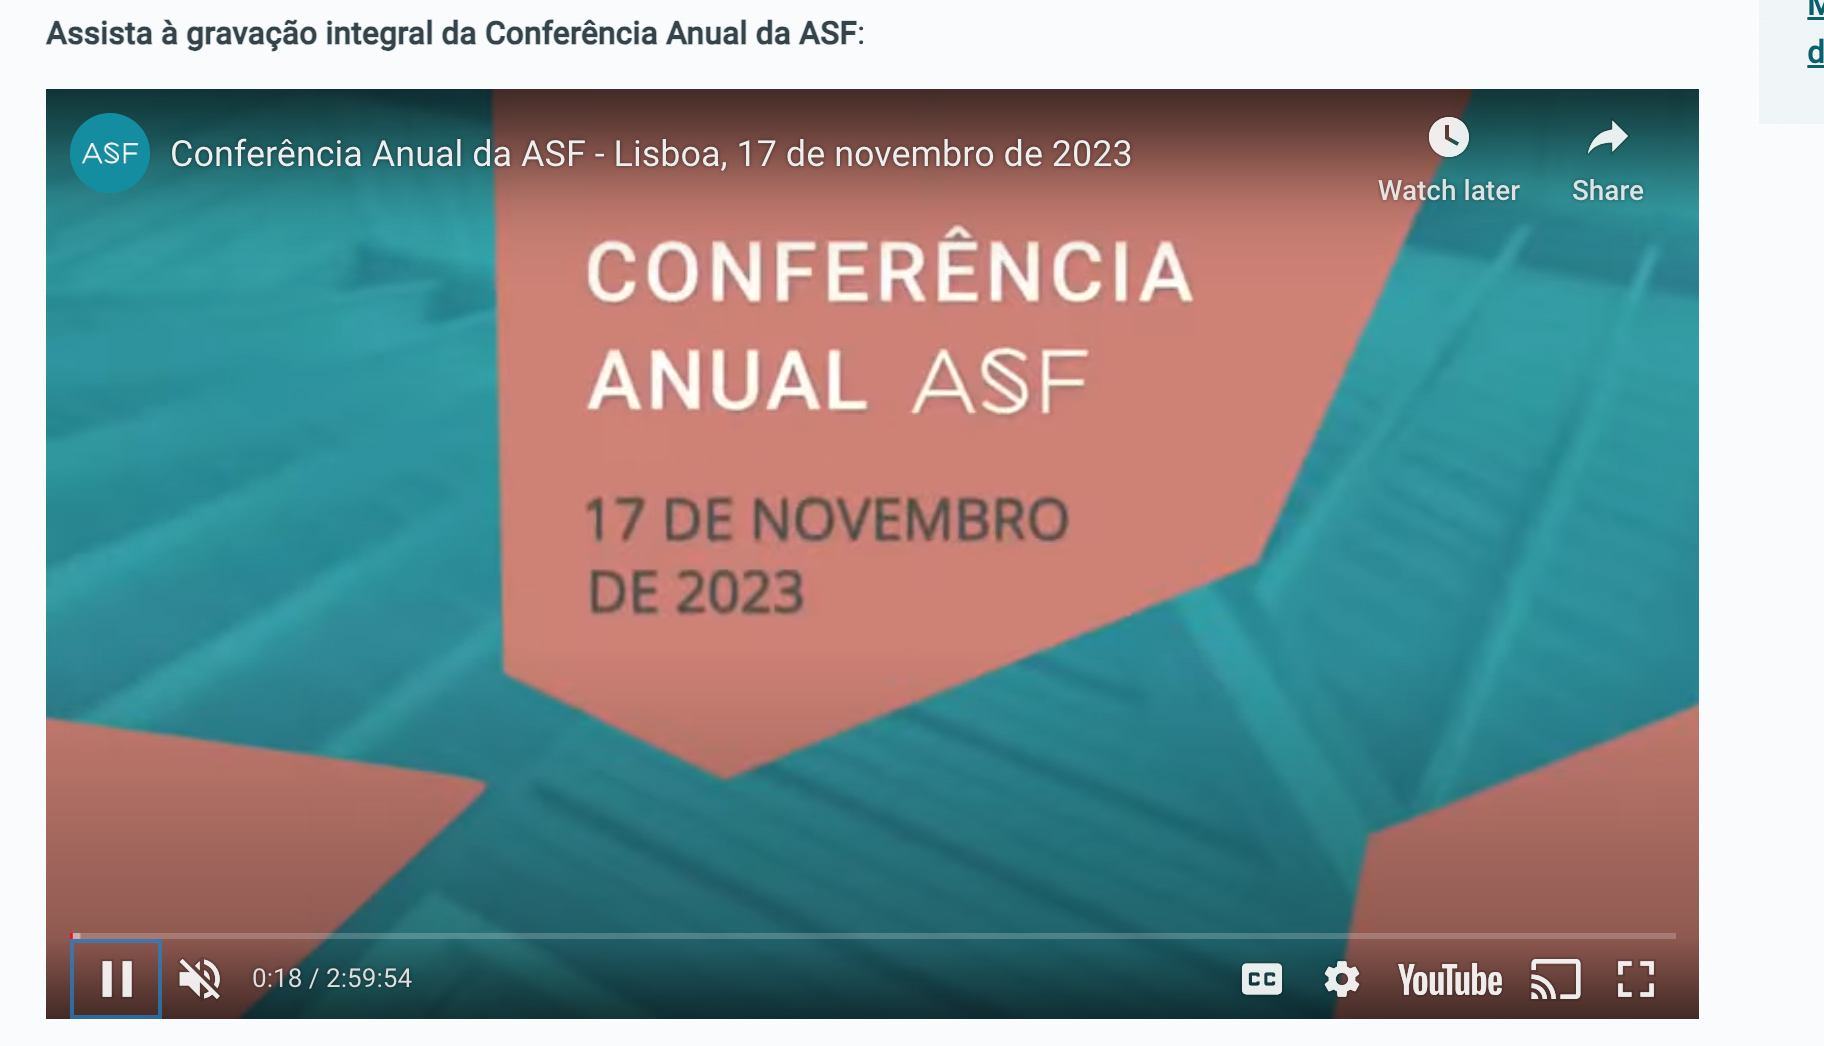 Assista à gravação integral da Conferência Anual da ASF:
ASF Conferência Anual da ASF - Lisboa, 17 de novembro de 2023
Watch later
Share
CONFERÊNCIA
ANUAL ASF
17 DE NOVEMBRO
DE 2023
0:18 / 2:59:54
CC
YouTube